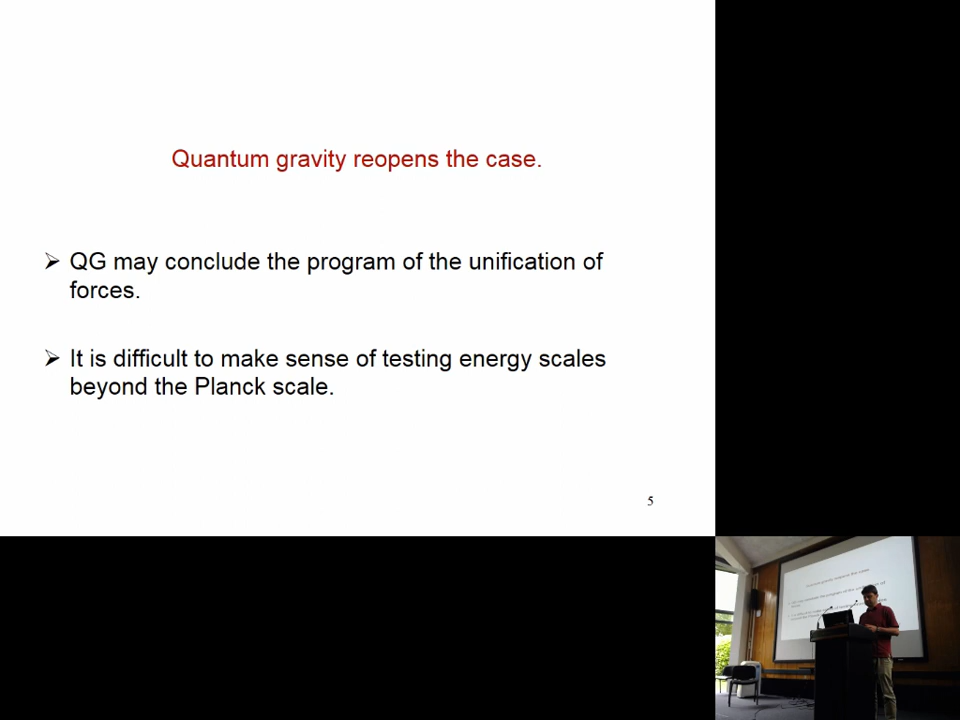 Quantum gravity reopens the case.
➢ QG may conclude the program of the unification of
forces.
➢ It is difficult to make sense of testing energy scales
beyond the Planck scale.
5